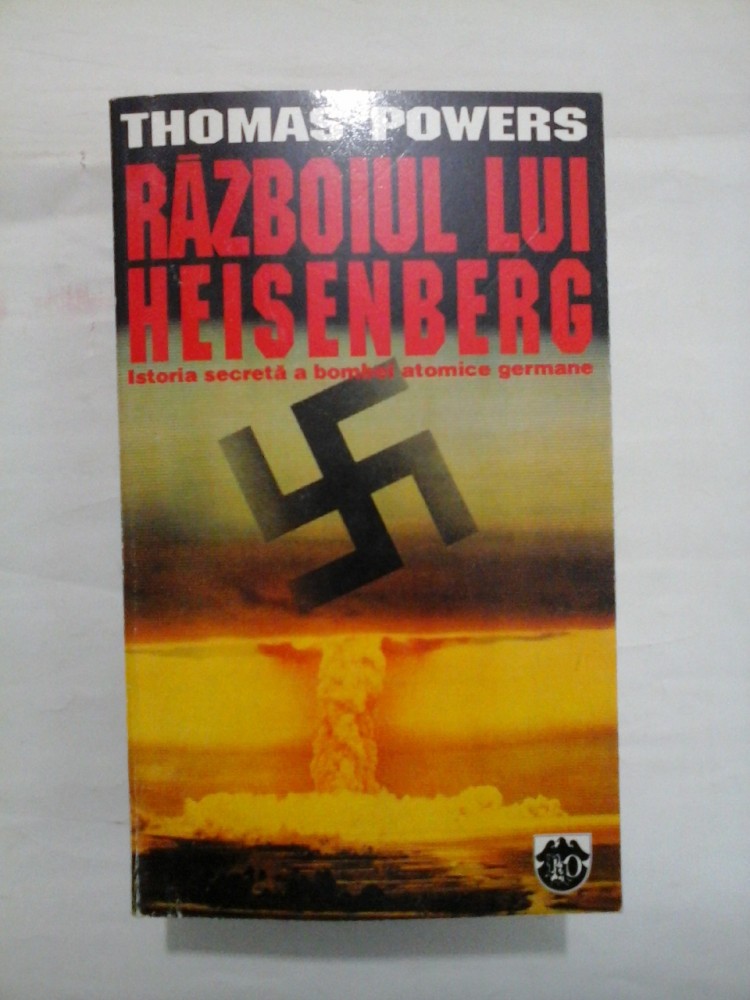 THOMAS POWERS
RĂZBOIUL LUI
HEISENBERG
Istoria secretă a bombei atomice germane